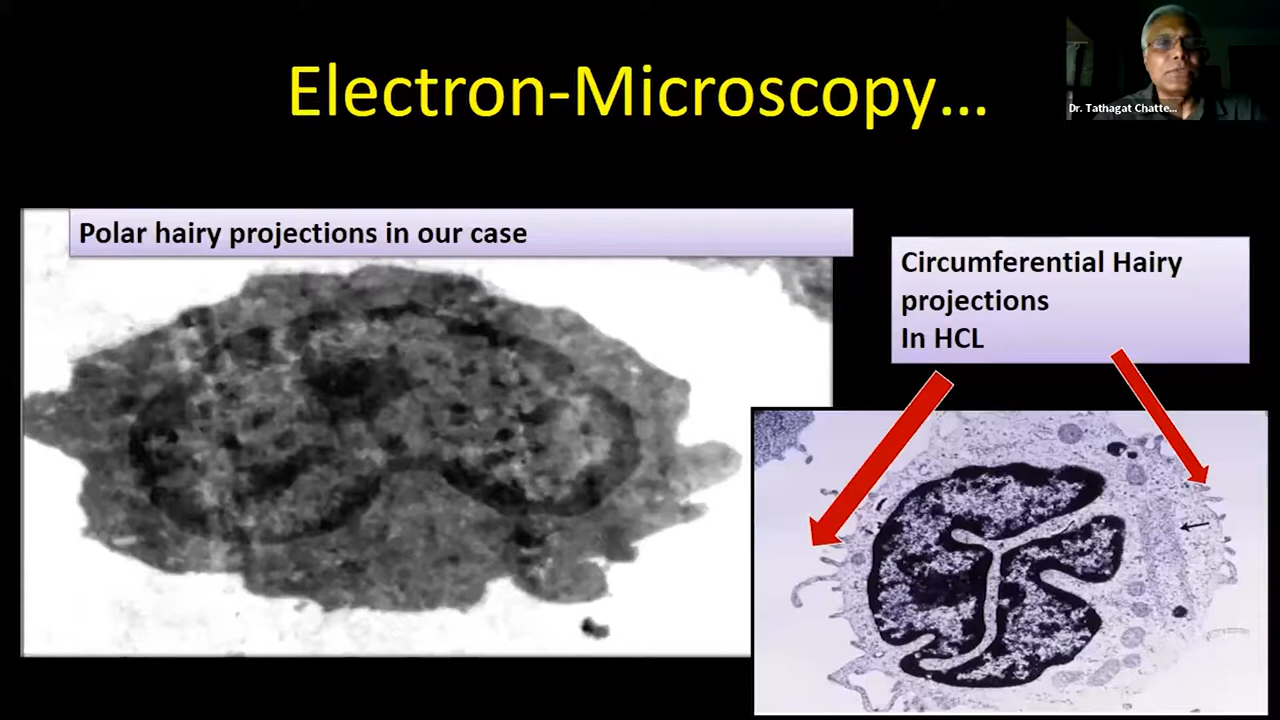 Electron-Microscopy...
Dr. Tathagat Chatte...
Polar hairy projections in our case
Circumferential Hairy
projections
In HCL